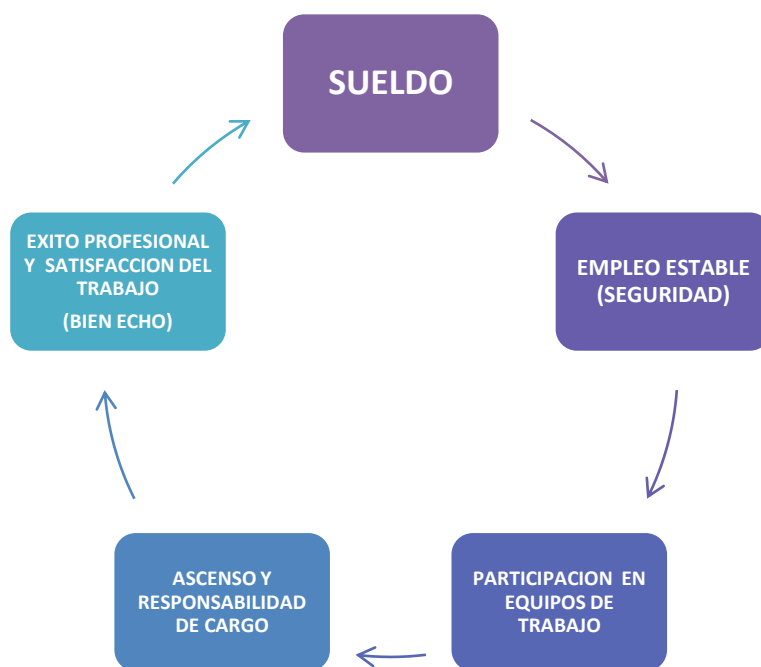 SUELDO
EMPLEO ESTABLE
(SEGURIDAD)
PARTICIPACION EN
EQUIPOS DE
TRABAJO
ASCENSO Y
RESPONSABILIDAD
DE CARGO
EXITO PROFESIONAL
Y SATISFACCION DEL
TRABAJO
(BIEN ECHO)